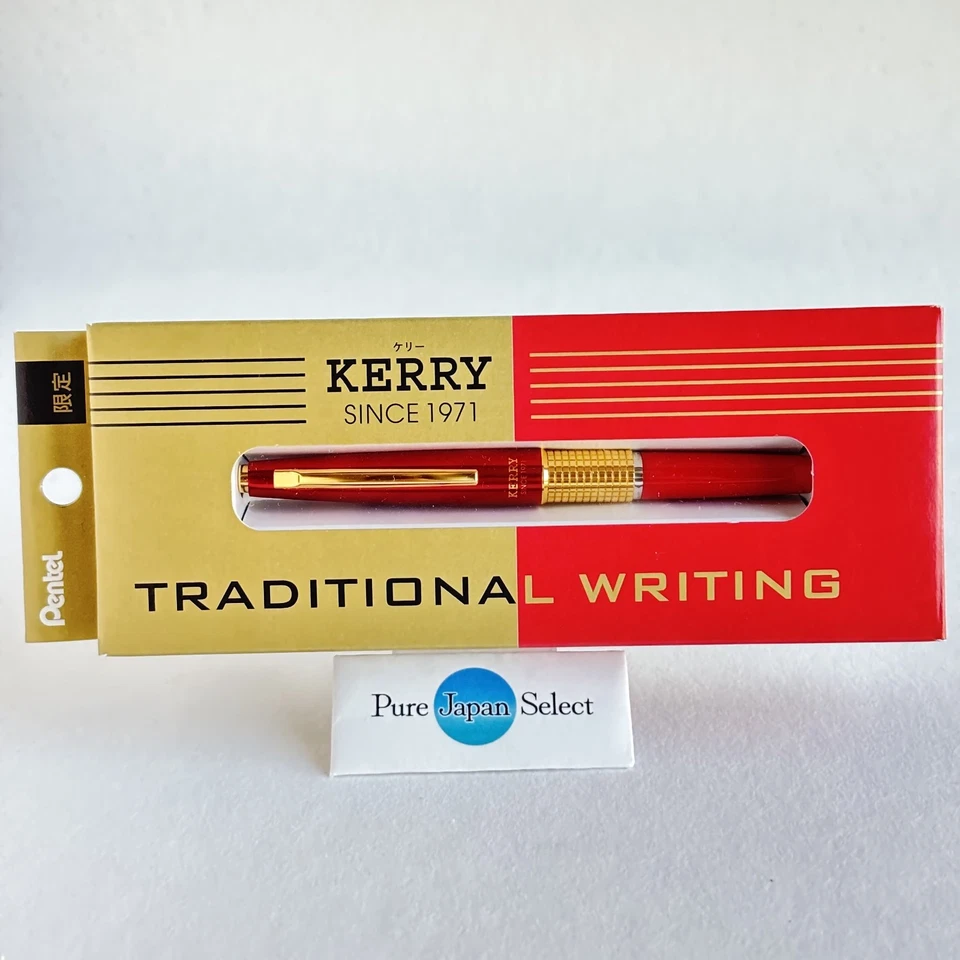 限定
Pentel
ケリー
KERRY
SINCE 1971
KERRY
SINCE 1971
TRADITIONAL WRITING
Pure Japan Select